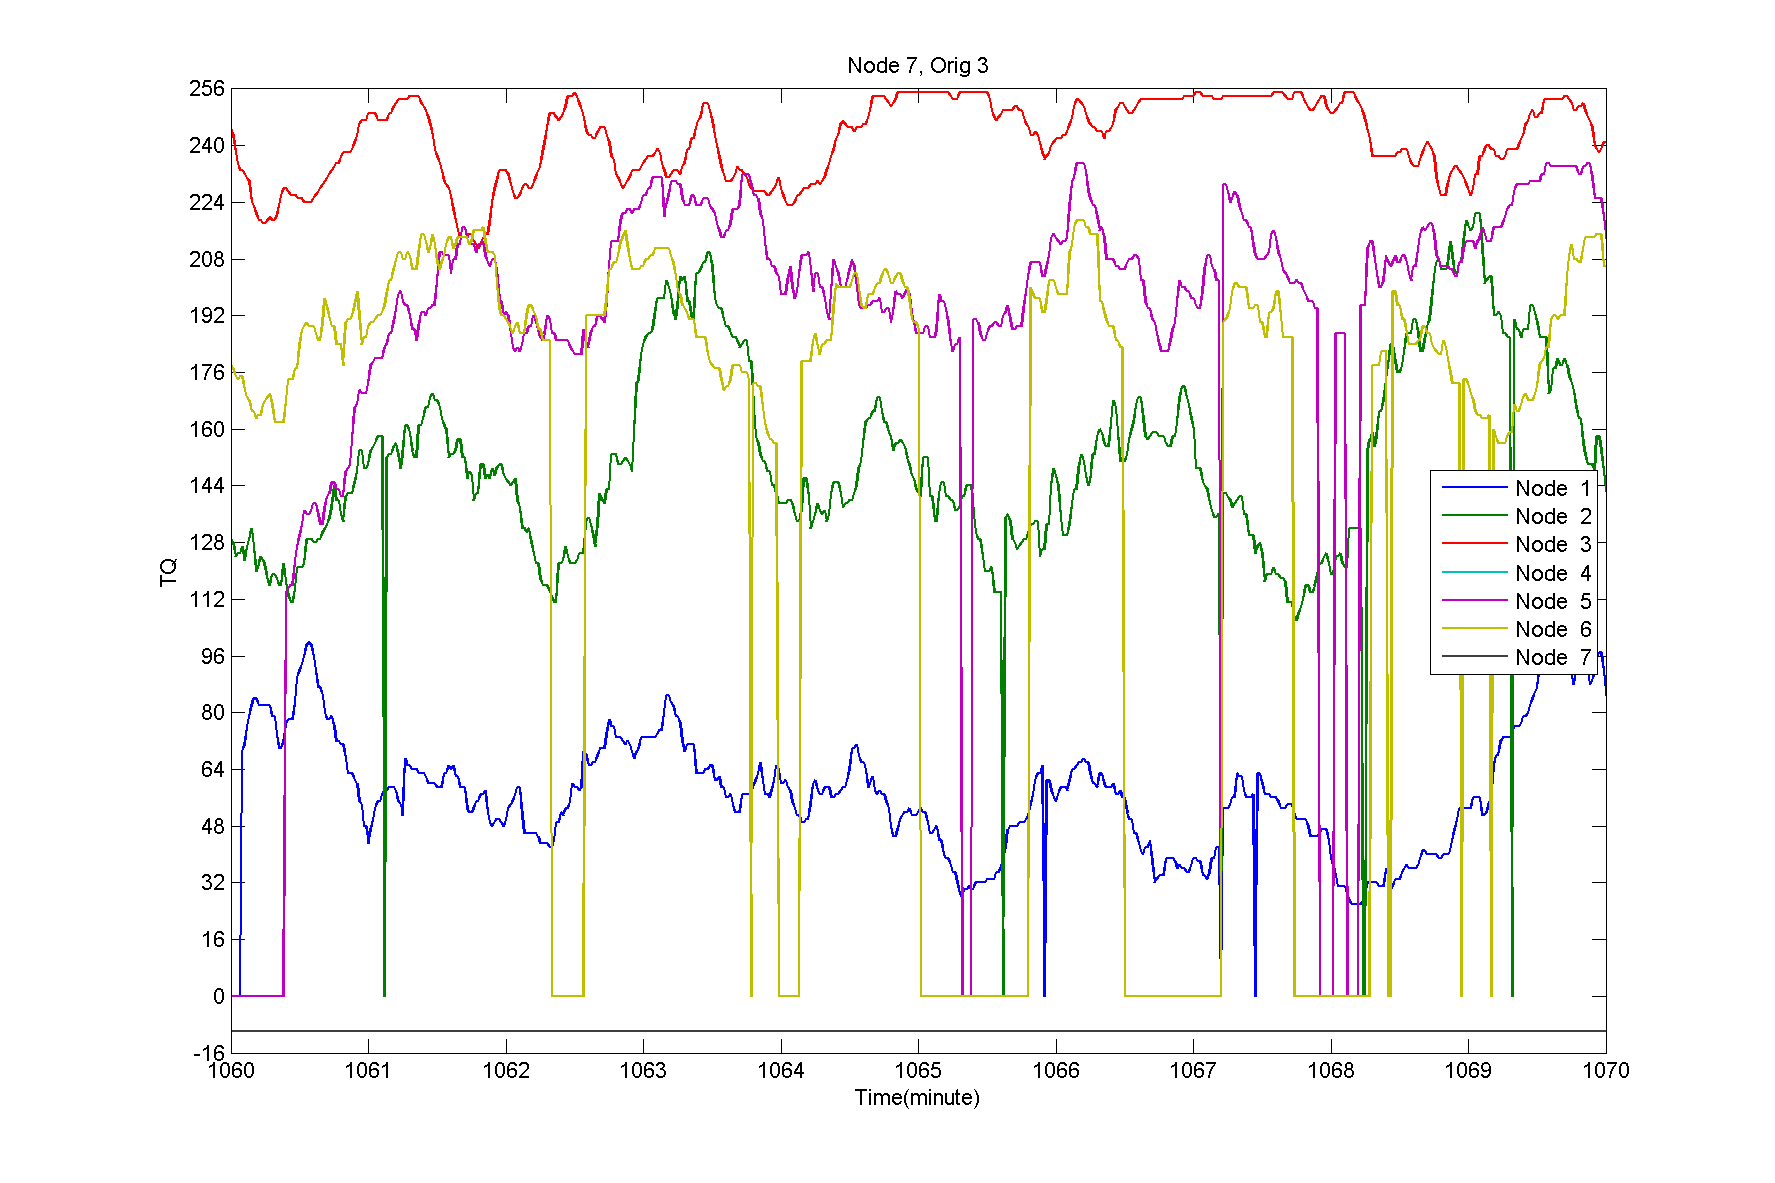 Node 7, Orig 3
256
240
224
208
192
176
160
144
128
112
96
80
64
48
32
16
0
-16
TQ
Node 1
Node 2
Node 3
Node 4
Node 5
Node 6
Node 7
1060 1061 1062 1063 1064 1065 1066 1067 1068 1069 1070
Time(minute)